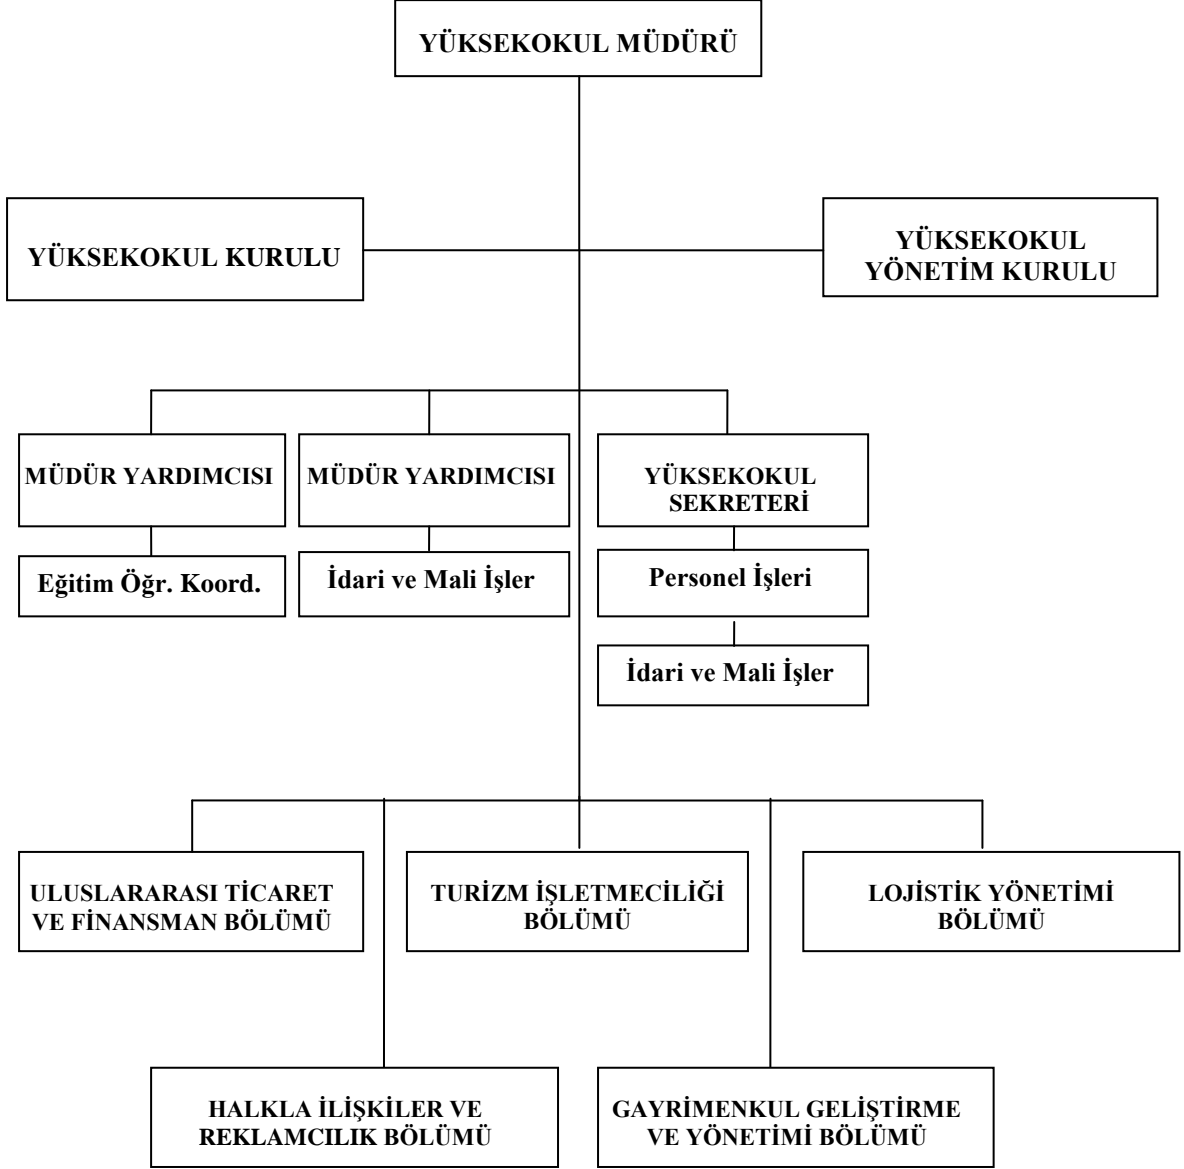 YÜKSEKOKUL MÜDÜRÜ
YÜKSEKOKUL KURULU
YÜKSEKOKUL
YÖNETİM KURULU
MÜDÜR YARDIMCISI
MÜDÜR YARDIMCISI
YÜKSEKOKUL
SEKRETERİ
Eğitim Öğr. Koord.
İdari ve Mali İşler
Personel İşleri
İdari ve Mali İşler
ULUSLARARASI TİCARET
VE FİNANSMAN BÖLÜMÜ
TURİZM İŞLETMECİLİĞİ
BÖLÜMÜ
LOJİSTİK YÖNETİMİ
BÖLÜMÜ
HALKLA İLİŞKİLER VE
REKLAMCILIK BÖLÜMÜ
GAYRİMENKUL GELİŞTİRME
VE YÖNETİMİ BÖLÜMÜ